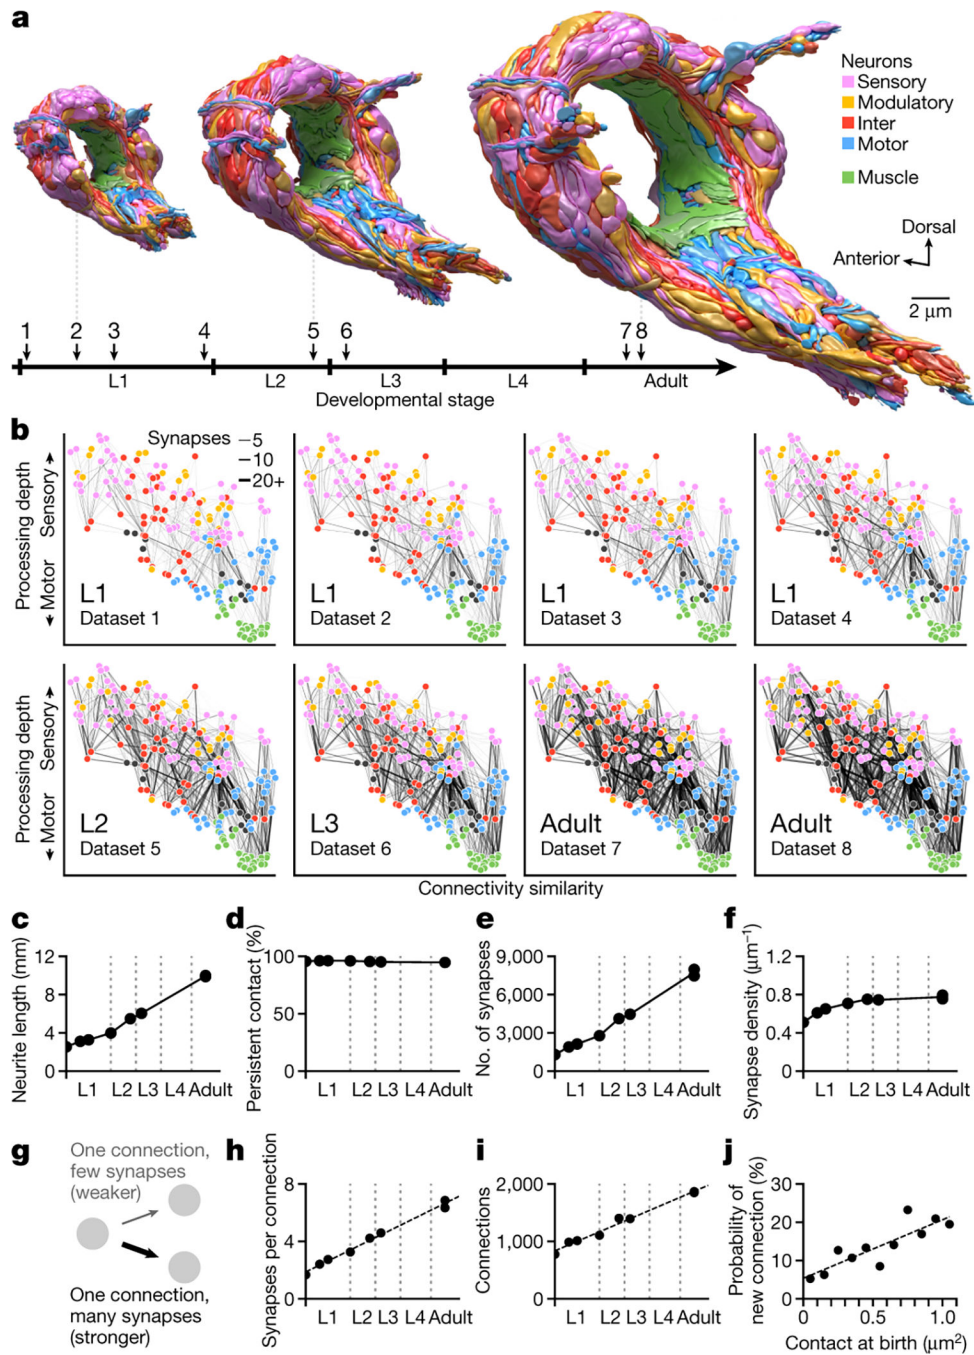 a
Neurons
Sensory
Modulatory
Inter
Motor
Muscle
Dorsal
Anterior
2 μm
1 2 3 4 5 6 7 8
L1 L2 L3 L4 Adult
Developmental stage
b
Processing depth
Motor Sensory
Synapses 5
10
20+
L1
Dataset 1
L1
Dataset 2
L1
Dataset 3
L1
Dataset 4
Processing depth
Motor Sensory
L2
Dataset 5
L3
Dataset 6
Adult
Dataset 7
Adult
Dataset 8
Connectivity similarity
c
Neurite length (mm)
12
8
4
0
L1 L2 L3 L4 Adult
d
Persistent contact (%)
100
50
0
L1 L2 L3 L4 Adult
e
No. of synapses
9,000
6,000
3,000
0
L1 L2 L3 L4 Adult
f
Synapse density (μm⁻¹)
1.2
0.8
0.4
0
L1 L2 L3 L4 Adult
g
One connection,
few synapses
(weaker)
One connection,
many synapses
(stronger)
h
Synapses per connection
8
4
0
L1 L2 L3 L4 Adult
i
Connections
2,000
1,000
0
L1 L2 L3 L4 Adult
j
Probability of
new connection (%)
30
20
10
0
0 0.5 1.0
Contact at birth (μm²)